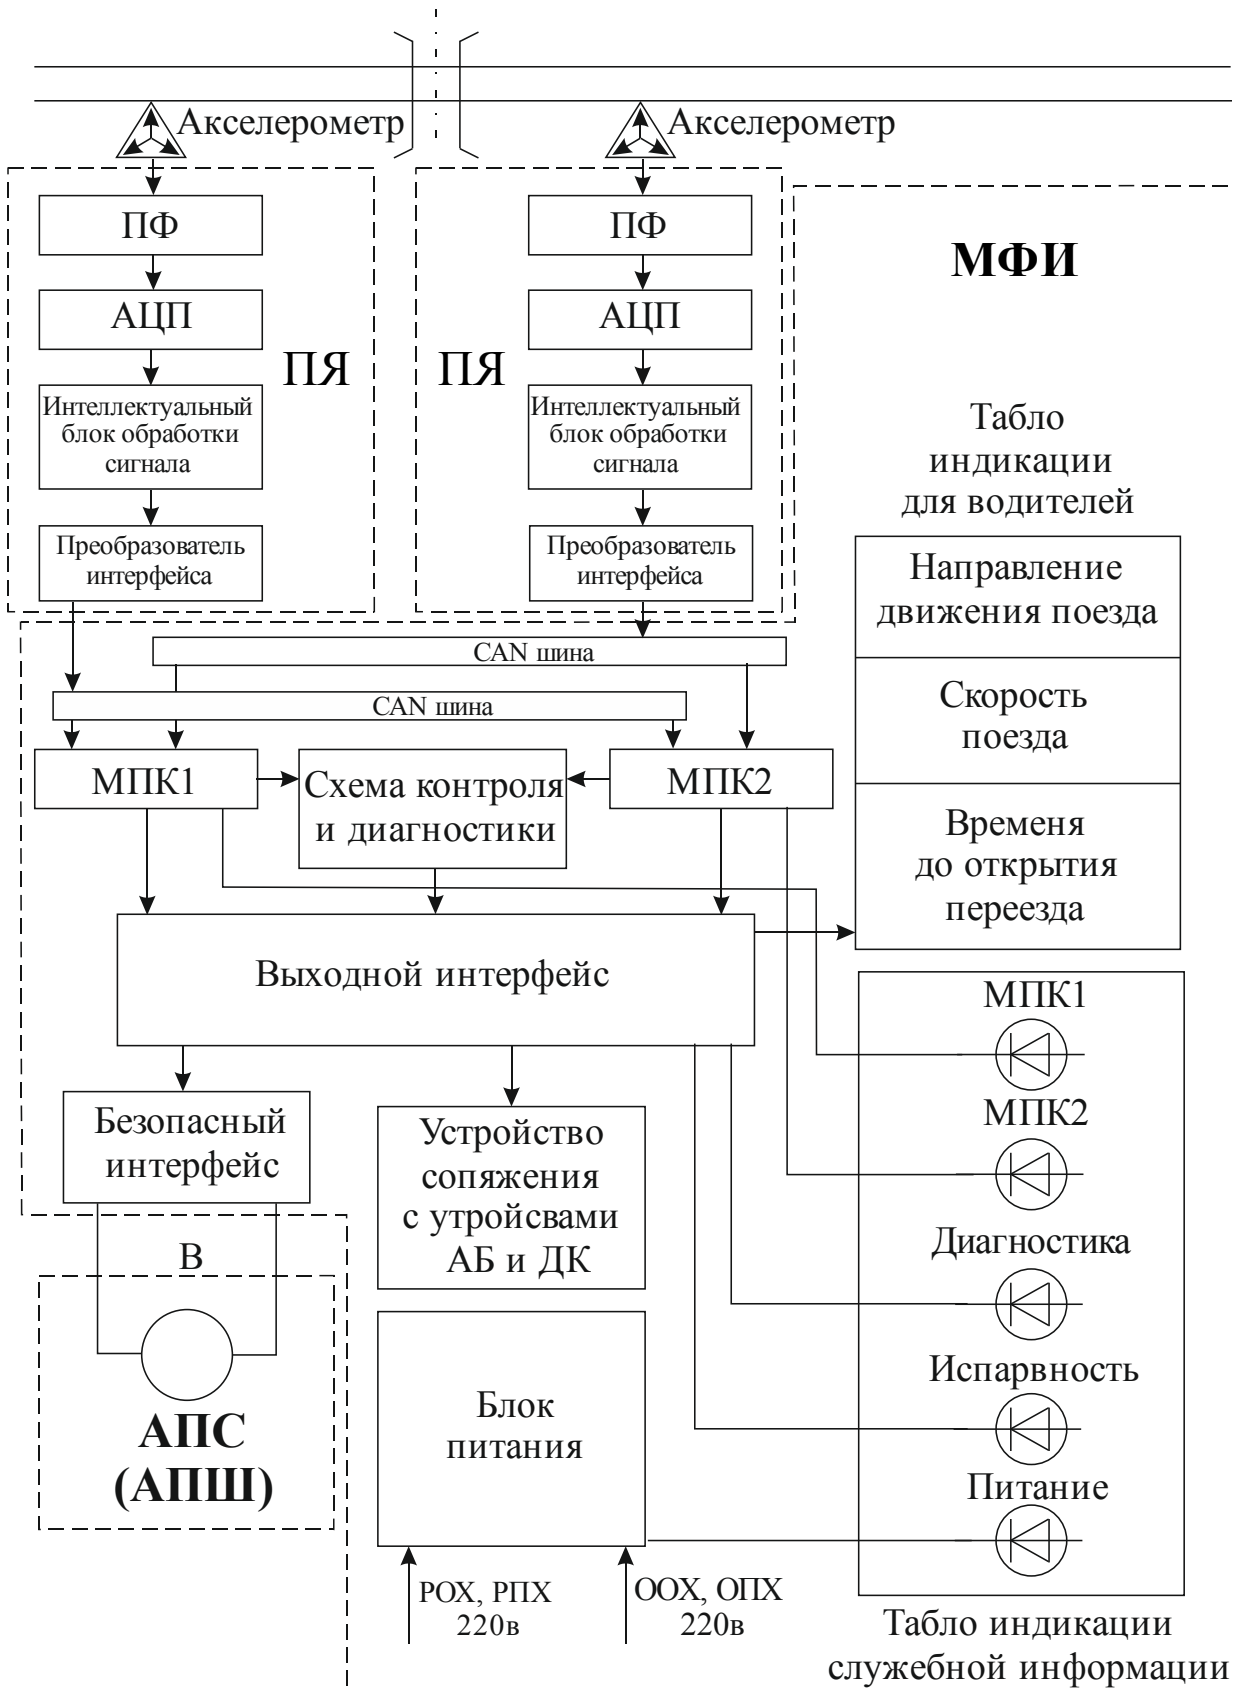 Акселерометр
Акселерометр
ПФ
АЦП
ПЯ
Интеллектуальный
блок обработки
сигнала
Преобразователь
интерфейса
ПФ
АЦП
ПЯ
Интеллектуальный
блок обработки
сигнала
Преобразователь
интерфейса
МФИ
CAN шина
CAN шина
МПК1
Схема контроля
и диагностики
МПК2
Выходной интерфейс
Безопасный
интерфейс
Устройство
сопяжения
с утройсвами
АБ и ДК
В
АПС
(АПШ)
Блок
питания
РОХ, РПХ
220в
ООХ, ОПХ
220в
Табло
индикации
для водителей
Направление
движения поезда
Скорость
поезда
Временя
до открытия
переезда
МПК1
МПК2
Диагностика
Испарвность
Питание
Табло индикации
служебной информации